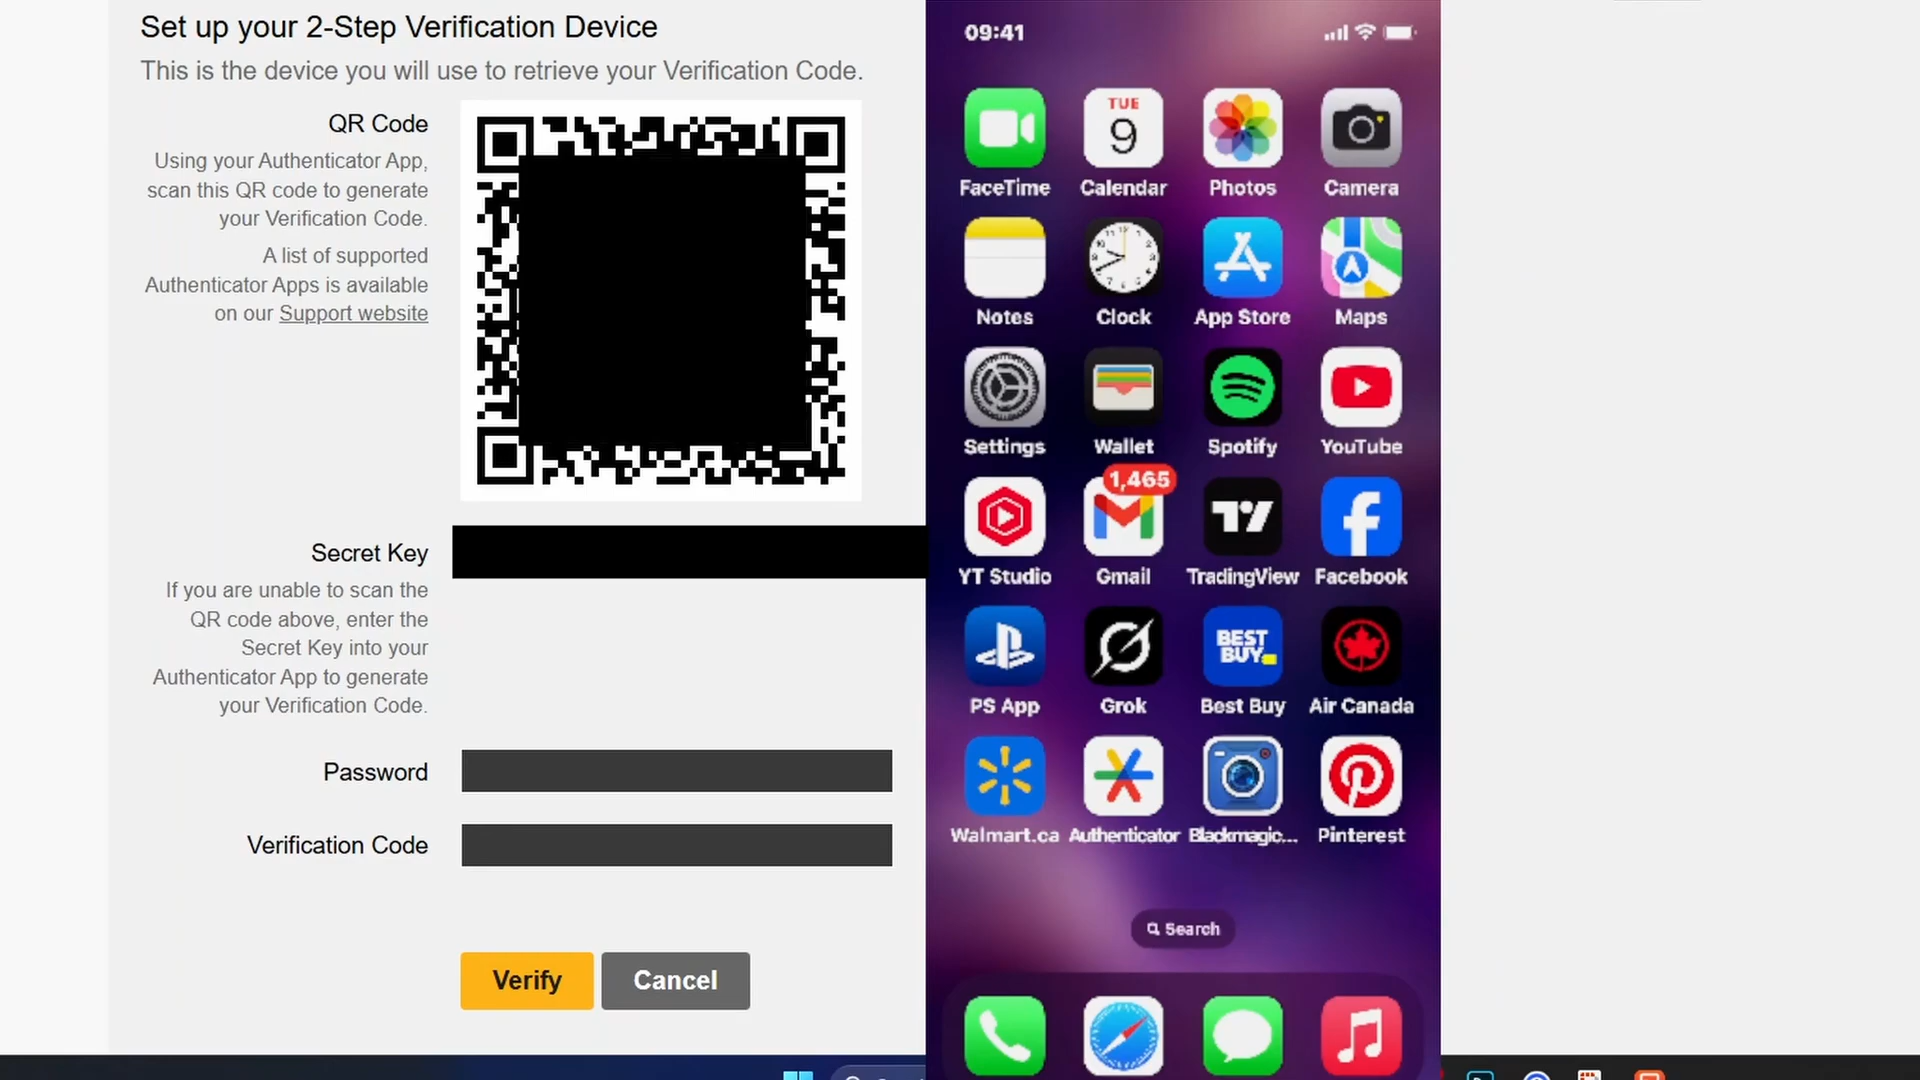 Set up your 2-Step Verification Device
This is the device you will use to retrieve your Verification Code.
QR Code
Using your Authenticator App,
scan this QR code to generate
your Verification Code.
A list of supported
Authenticator Apps is available
on our Support website
Secret Key
If you are unable to scan the
QR code above, enter the
Secret Key into your
Authenticator App to generate
your Verification Code.
Password
Verification Code
Verify Cancel
09:41
TUE
9
FaceTime Calendar Photos Camera
Notes Clock App Store Maps
Settings Wallet Spotify YouTube
1,465
YT Studio Gmail TradingView Facebook
BEST
BUY
PS App Grok Best Buy Air Canada
Walmart.ca Authenticator Blackmagic... Pinterest
Search